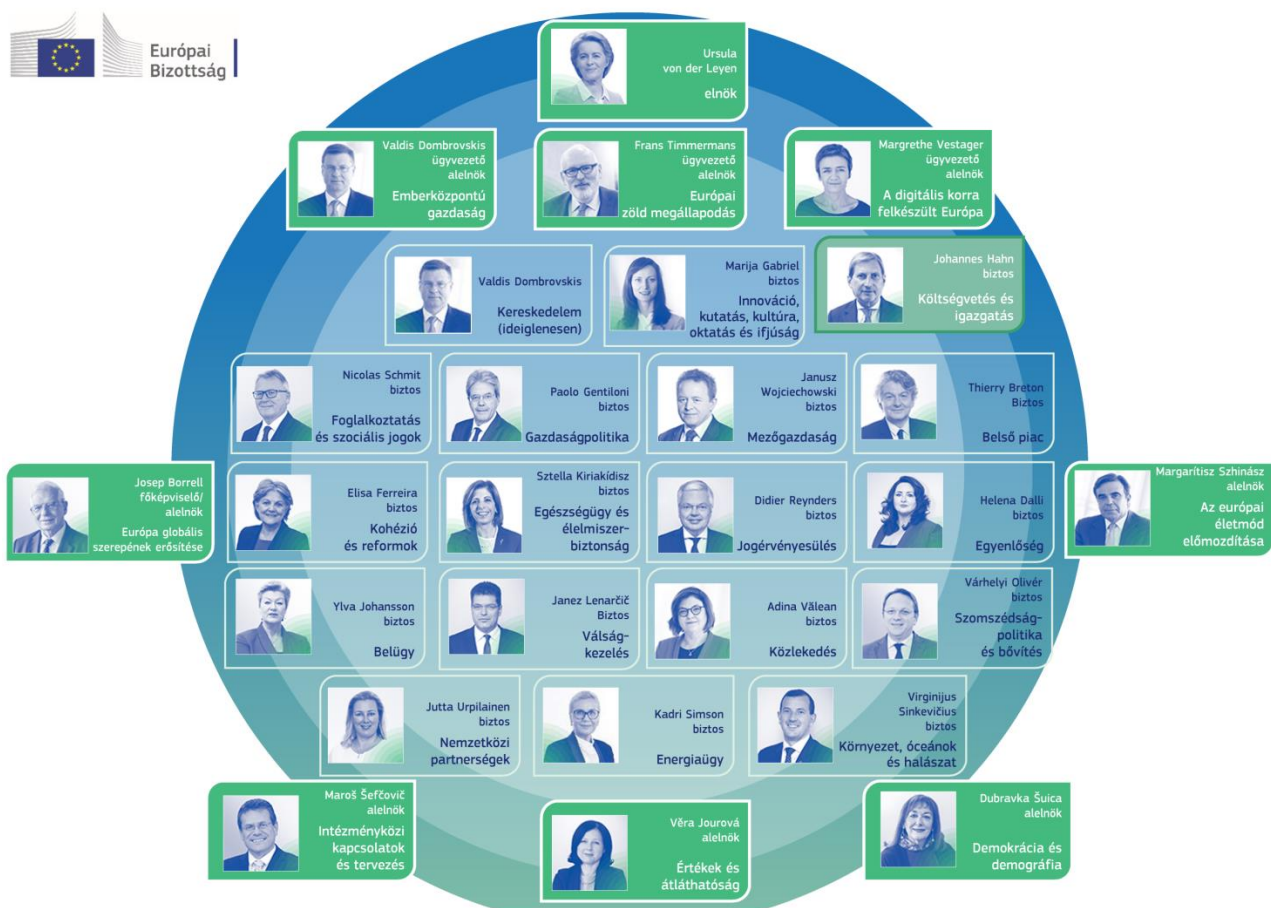 Európai
Bizottság
Ursula
von der Leyen
elnök
Valdis Dombrovskis
ügyvezető
alelnök
Emberközpontú
gazdaság
Frans Timmermans
ügyvezető
alelnök
Európai
zöld megállapodás
Margrethe Vestager
ügyvezető
alelnök
A digitális korra
felkészült Európa
Valdis Dombrovskis
Kereskedelem
(ideiglenesen)
Marija Gabriel
biztos
Innováció,
kutatás, kultúra,
oktatás és ifjúság
Johannes Hahn
biztos
Költségvetés és
igazgatás
Nicolas Schmit
biztos
Foglalkoztatás
és szociális jogok
Paolo Gentiloni
biztos
Gazdaságpolitika
Janusz
Wojciechowski
biztos
Mezőgazdaság
Thierry Breton
Biztos
Belső piac
Josep Borrell
főképviselő/
alelnök
Európa globális
szerepének erősítése
Elisa Ferreira
biztos
Kohézió
és reformok
Sztella Kiriakídisz
biztos
Egészségügy és
élelmiszer-
biztonság
Didier Reynders
biztos
Jogérvényesülés
Helena Dalli
biztos
Egyenlőség
Margarítisz Szhinász
alelnök
Az európai
életmód
előmozdítása
Ylva Johansson
biztos
Belügy
Janez Lenarčič
Biztos
Válság-
kezelés
Adina Vălean
biztos
Közlekedés
Várhelyi Olivér
biztos
Szomszédság-
politika
és bővítés
Jutta Urpilainen
biztos
Nemzetközi
partnerségek
Kadri Simson
biztos
Energiaügy
Virginijus
Sinkevičius
biztos
Környezet, óceánok
és halászat
Maroš Šefčovič
alelnök
Intézményközi
kapcsolatok
és tervezés
Věra Jourová
alelnök
Értékek és
átláthatóság
Dubravka Šuica
alelnök
Demokrácia és
demográfia